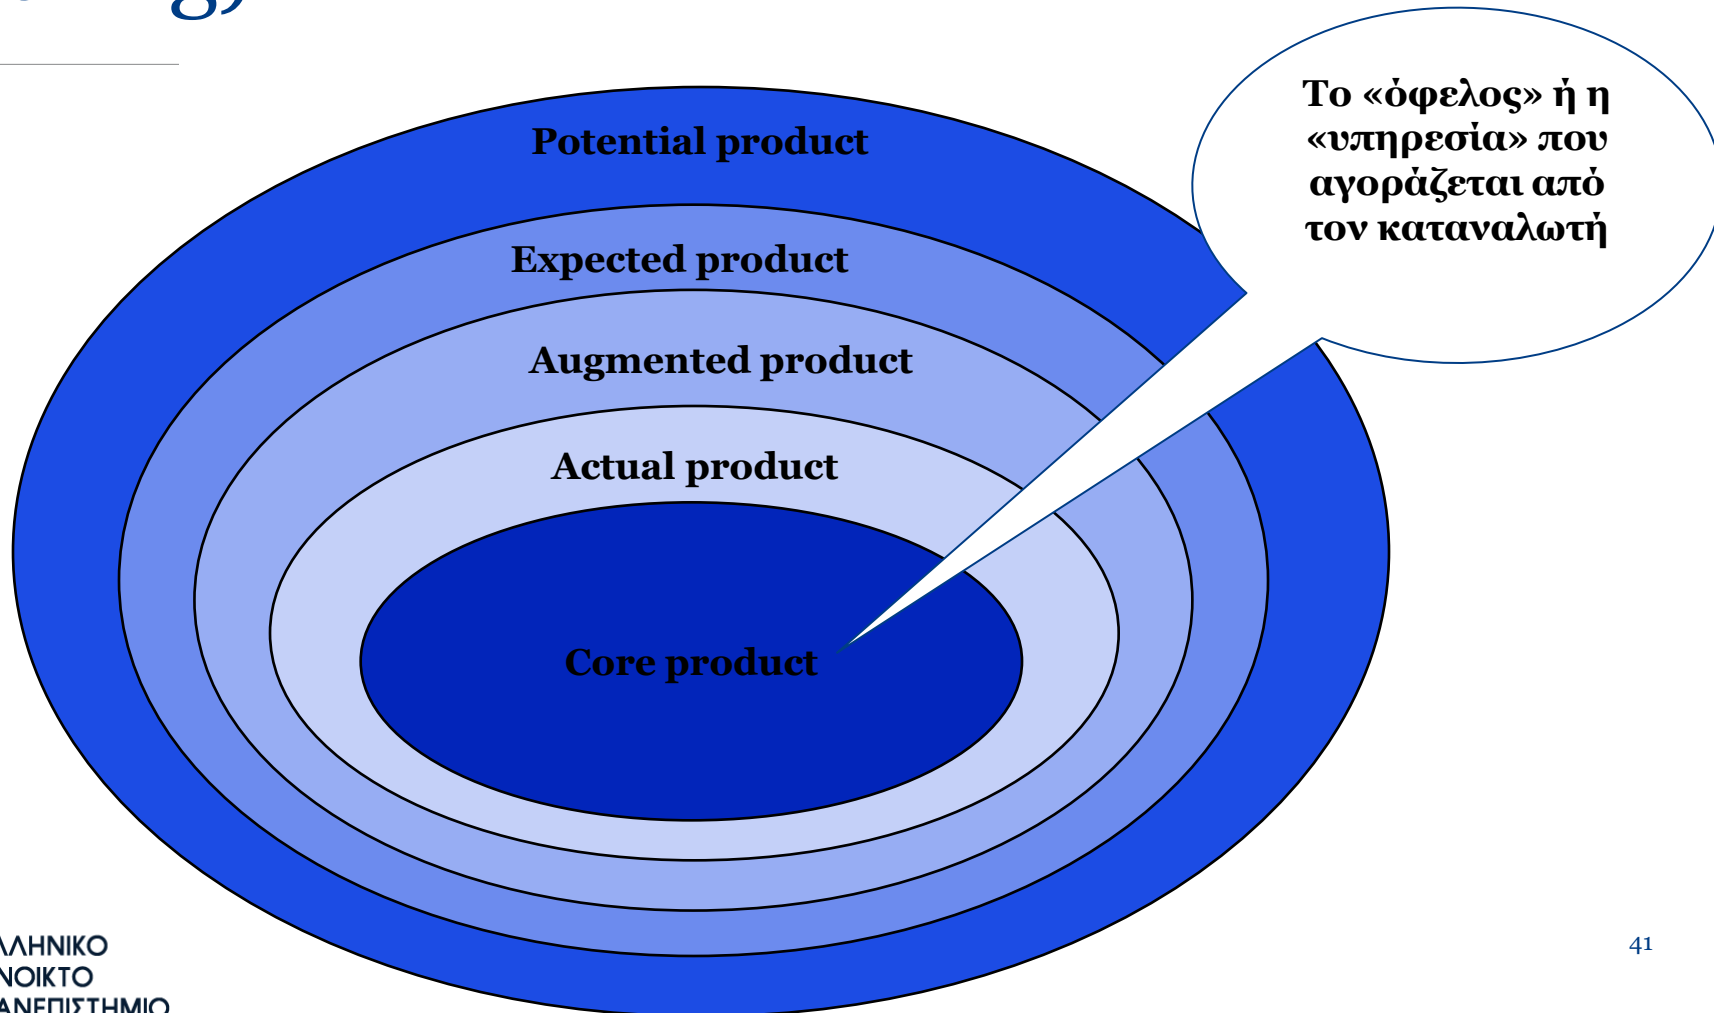 Potential product
Το «όφελος» ή η
«υπηρεσία» που
αγοράζεται από
τον καταναλωτή
Expected product
Augmented product
Actual product
Core product
41